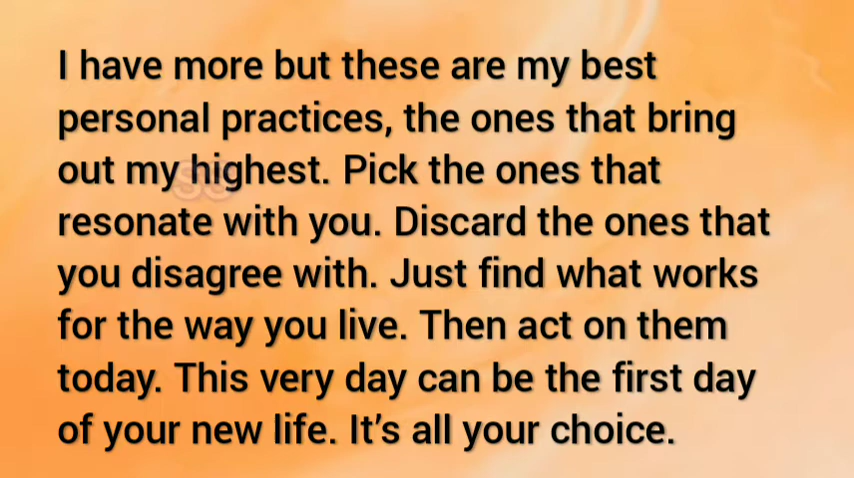 I have more but these are my best
personal practices, the ones that bring
out my highest. Pick the ones that
resonate with you. Discard the ones that
you disagree with. Just find what works
for the way you live. Then act on them
today. This very day can be the first day
of your new life. It’s all your choice.